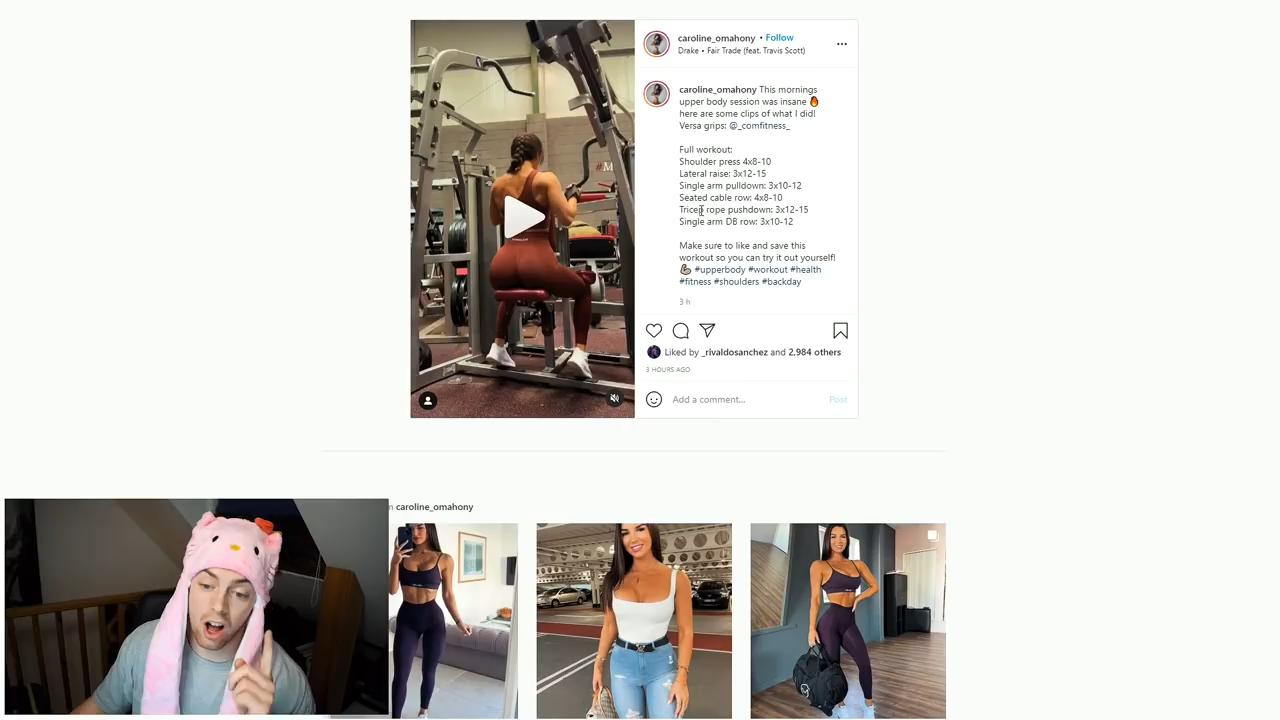 caroline_omahony • Follow
Drake • Fair Trade (feat. Travis Scott)
caroline_omahony This mornings
upper body session was insane 🔥
here are some clips of what I did!
Versa grips: @_comfitness_
Full workout:
Shoulder press 4x8-10
Lateral raise: 3x12-15
Single arm pulldown: 3x10-12
Seated cable row: 4x8-10
Tricep rope pushdown: 3x12-15
Single arm DB row: 3x10-12
Make sure to like and save this
workout so you can try it out yourself!
💪🏼 #upperbody #workout #health
#fitness #shoulders #backday
3 h
Liked by _rivaldosanchez and 2,984 others
3 HOURS AGO
Add a comment... Post
caroline_omahony